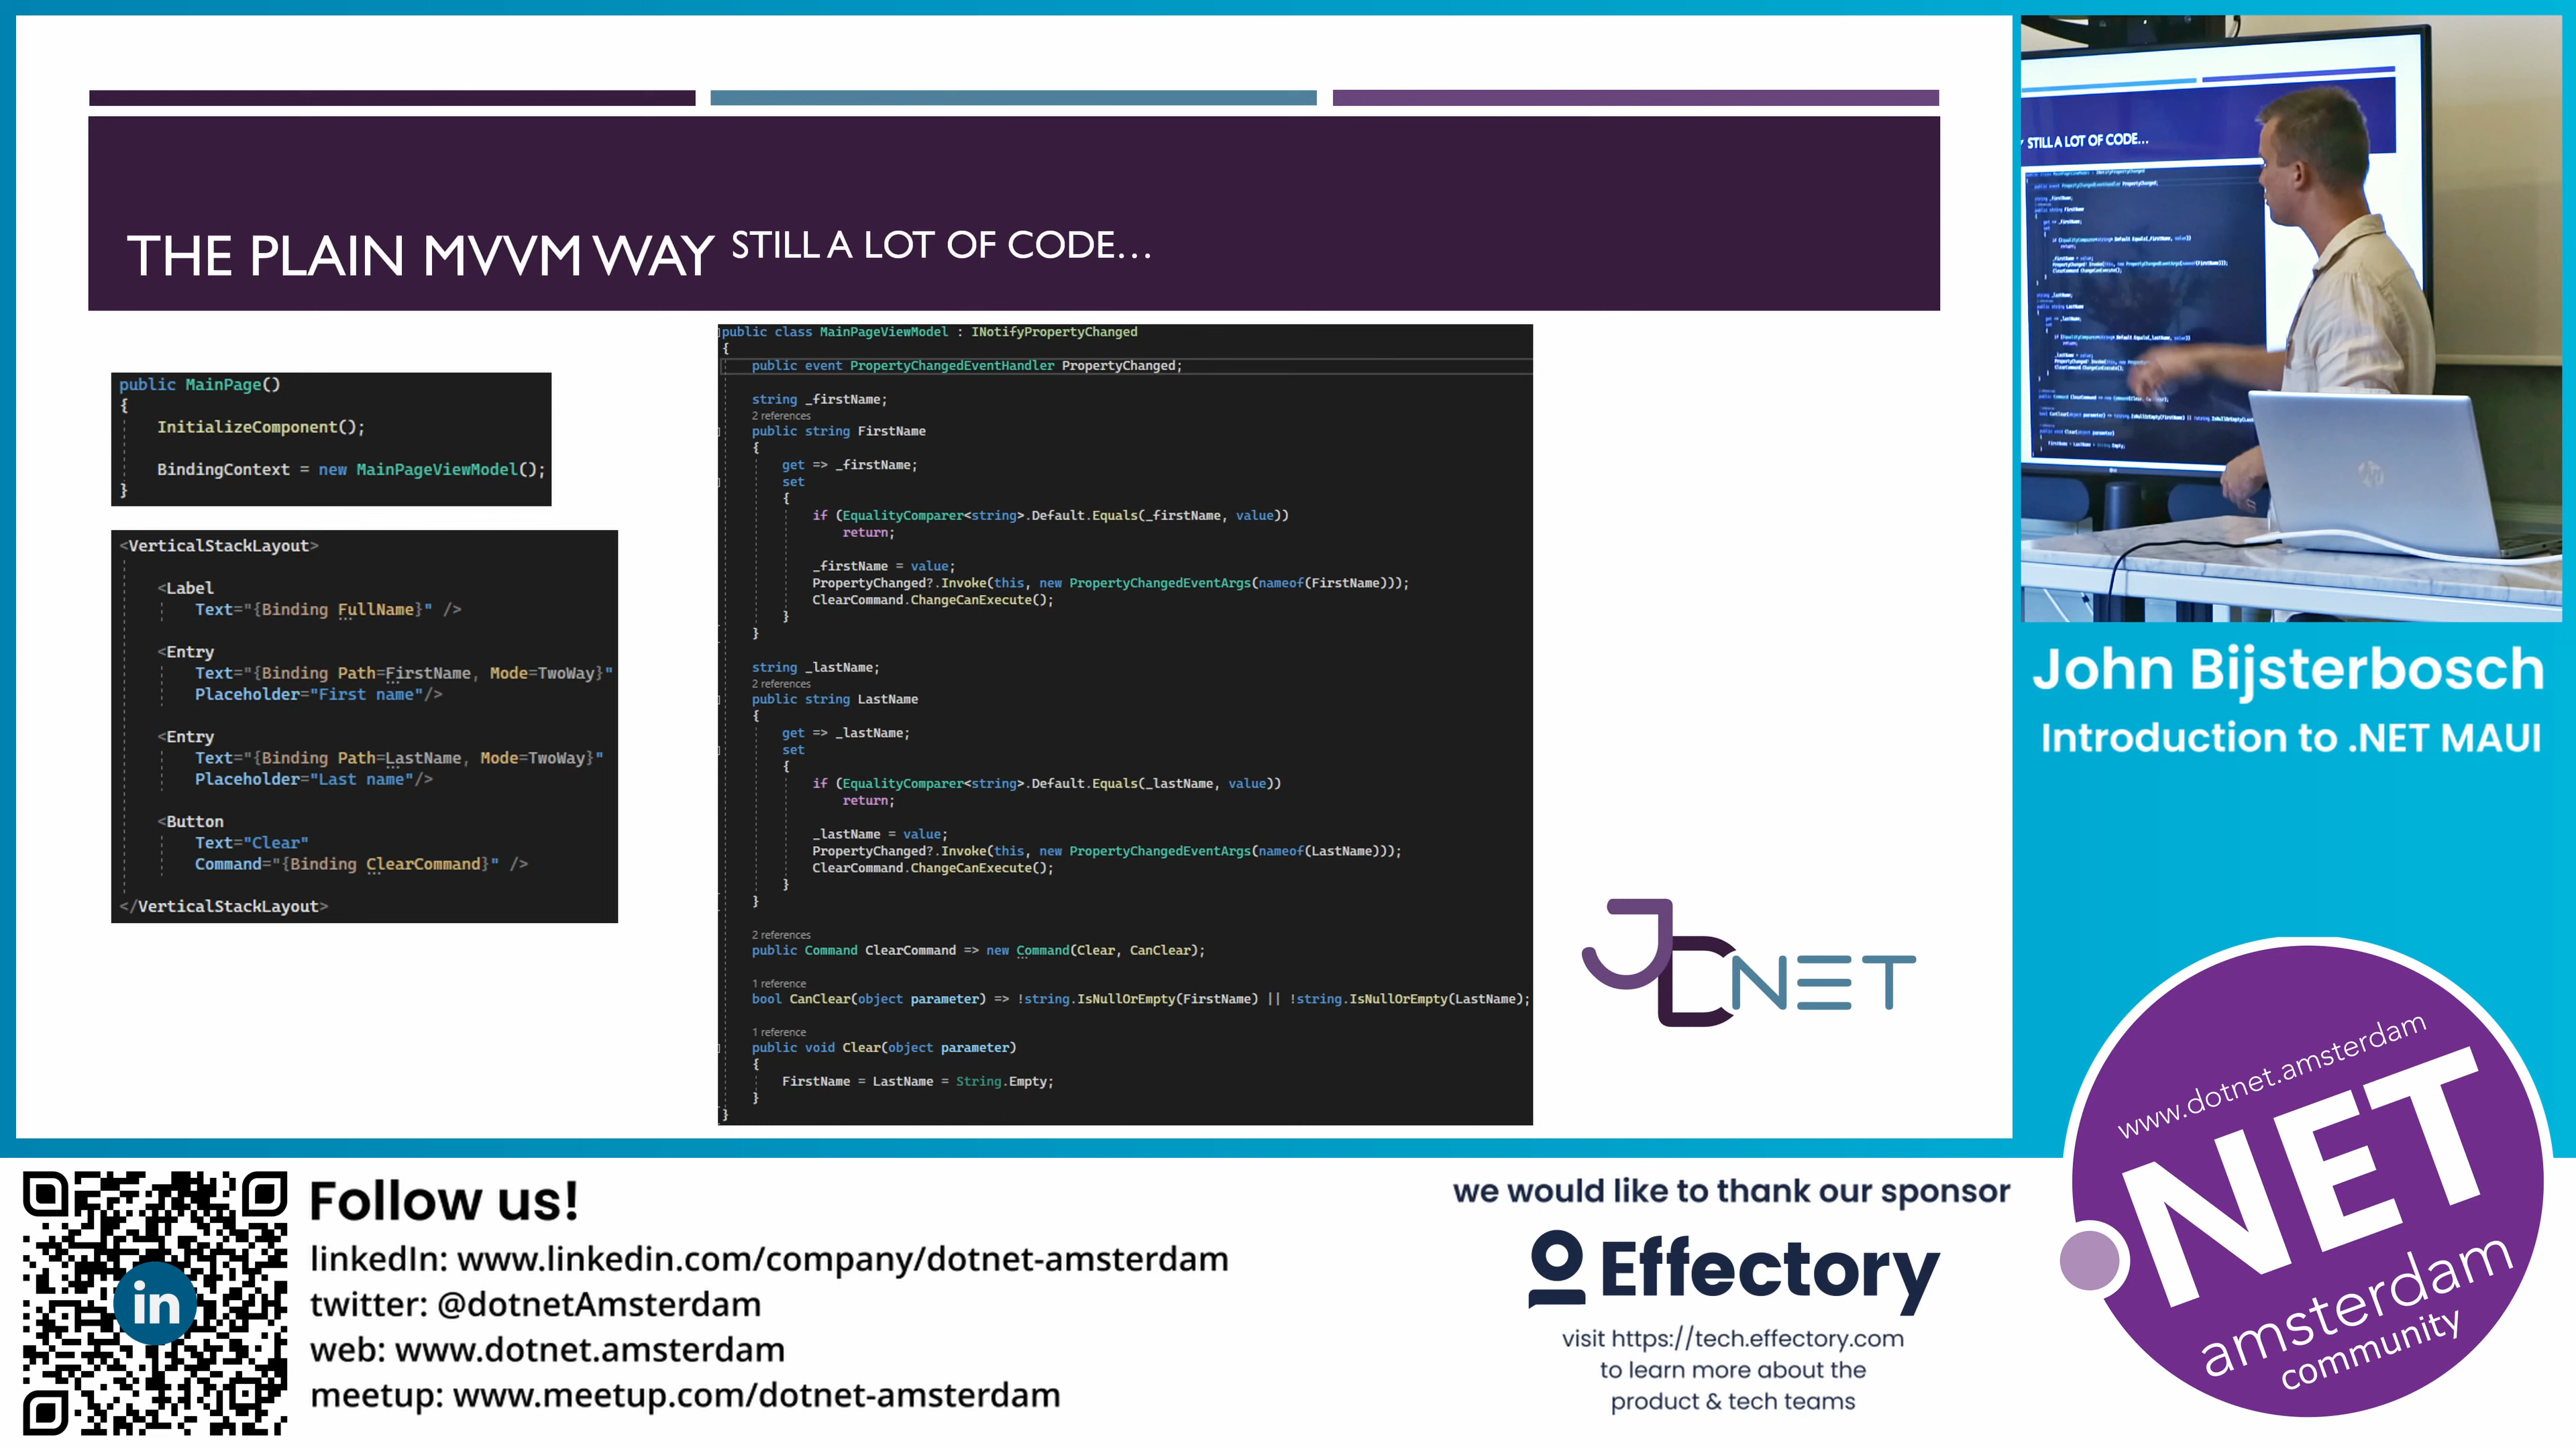 THE PLAIN MVVM WAY STILL A LOT OF CODE...
public MainPage()
{
InitializeComponent();
BindingContext = new MainPageViewModel();
}
<VerticalStackLayout>
<Label
Text="{Binding FullName}" />
<Entry
Text="{Binding Path=FirstName, Mode=TwoWay}"
Placeholder="First name"/>
<Entry
Text="{Binding Path=LastName, Mode=TwoWay}"
Placeholder="Last name"/>
<Button
Text="Clear"
Command="{Binding ClearCommand}" />
</VerticalStackLayout>
public class MainPageViewModel : INotifyPropertyChanged
{
public event PropertyChangedEventHandler PropertyChanged;
string _firstName;
2 references
public string FirstName
{
get => _firstName;
set
{
if (EqualityComparer<string>.Default.Equals(_firstName, value))
return;
_firstName = value;
PropertyChanged?.Invoke(this, new PropertyChangedEventArgs(nameof(FirstName)));
ClearCommand.ChangeCanExecute();
}
}
string _lastName;
2 references
public string LastName
{
get => _lastName;
set
{
if (EqualityComparer<string>.Default.Equals(_lastName, value))
return;
_lastName = value;
PropertyChanged?.Invoke(this, new PropertyChangedEventArgs(nameof(LastName)));
ClearCommand.ChangeCanExecute();
}
}
2 references
public Command ClearCommand => new Command(Clear, CanClear);
1 reference
bool CanClear(object parameter) => !string.IsNullOrEmpty(FirstName) || !string.IsNullOrEmpty(LastName);
1 reference
public void Clear(object parameter)
{
FirstName = LastName = String.Empty;
}
}
JDNET
STILL A LOT OF CODE...
John Bijsterbosch
Introduction to .NET MAUI
Follow us!
linkedIn: www.linkedin.com/company/dotnet-amsterdam
twitter: @dotnetAmsterdam
web: www.dotnet.amsterdam
meetup: www.meetup.com/dotnet-amsterdam
in
we would like to thank our sponsor
Effectory
visit https://tech.effectory.com
to learn more about the
product & tech teams
www.dotnet.amsterdam
.NET
amsterdam
community